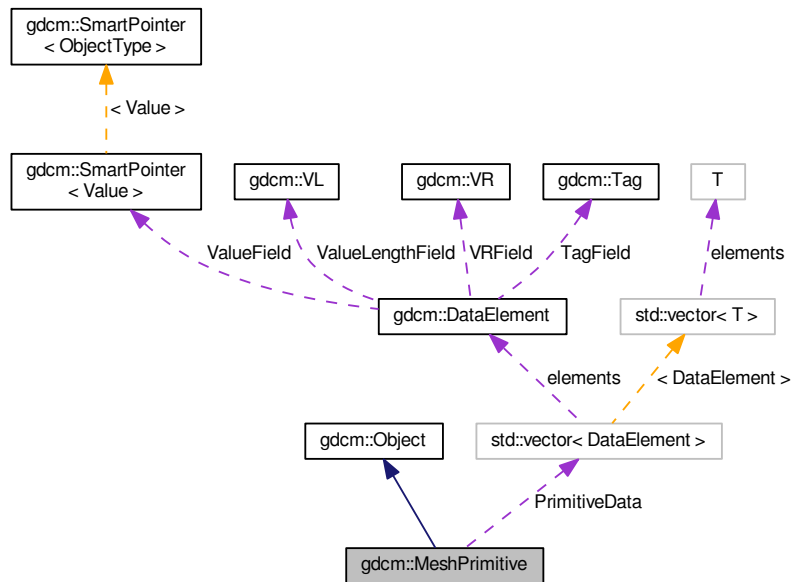 gdcm::SmartPointer
< ObjectType >
< Value >
gdcm::SmartPointer
< Value >
gdcm::VL
gdcm::VR
gdcm::Tag
T
ValueField
ValueLengthField
VRField
TagField
elements
gdcm::DataElement
std::vector< T >
elements
< DataElement >
gdcm::Object
std::vector< DataElement >
PrimitiveData
gdcm::MeshPrimitive